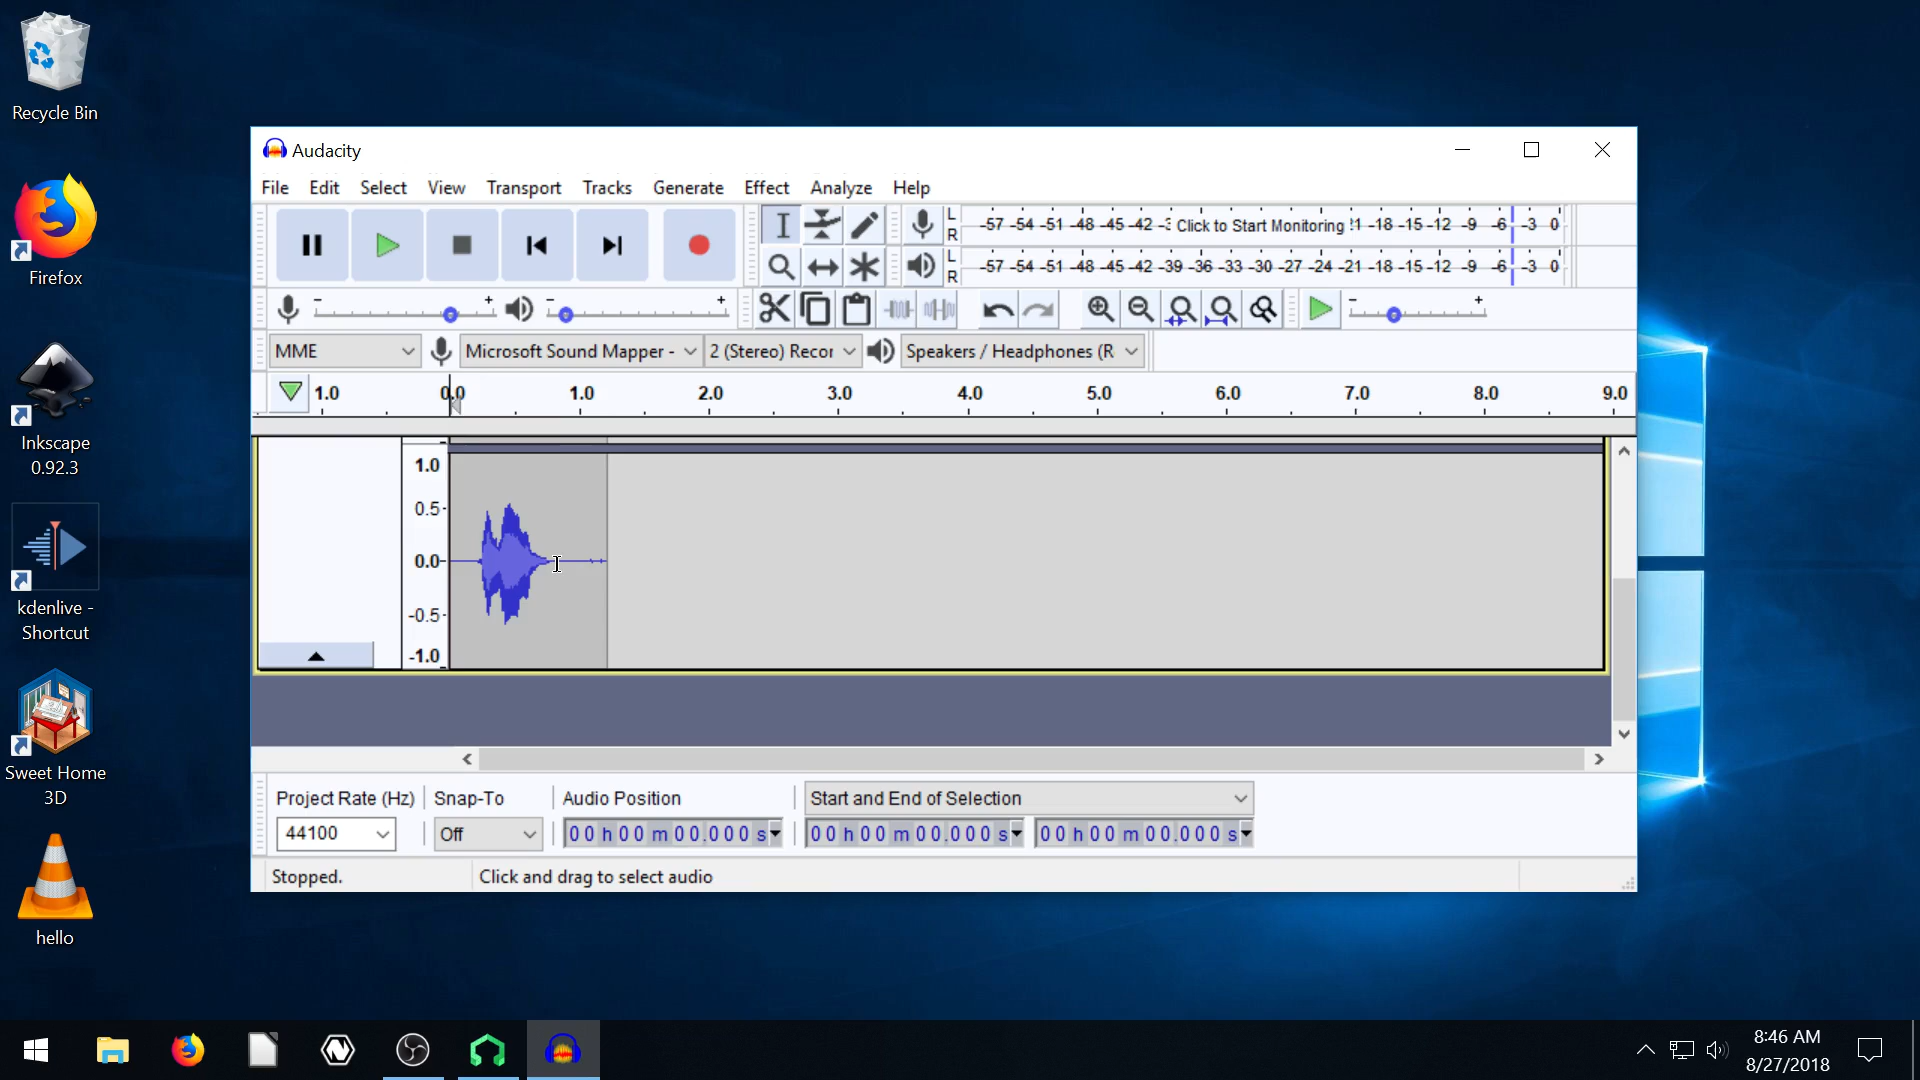 Recycle Bin
Firefox
Inkscape
0.92.3
kdenlive -
Shortcut
Sweet Home
3D
hello
Audacity
File Edit Select View Transport Tracks Generate Effect Analyze Help
L
R
-57 -54 -51 -48 -45 -42 Click to Start Monitoring -18 -15 -12 -9 -6 -3 0
L
R
-57 -54 -51 -48 -45 -42 -39 -36 -33 -30 -27 -24 -21 -18 -15 -12 -9 -6 -3 0
- + - + - +
MME Microsoft Sound Mapper - 2 (Stereo) Recor Speakers / Headphones (R
1.0 0.0 1.0 2.0 3.0 4.0 5.0 6.0 7.0 8.0 9.0
1.0
0.5
0.0
-0.5
-1.0
Project Rate (Hz) Snap-To Audio Position Start and End of Selection
44100 Off 00 h 00 m 00.000 s 00 h 00 m 00.000 s 00 h 00 m 00.000 s
Stopped. Click and drag to select audio
8:46 AM
8/27/2018